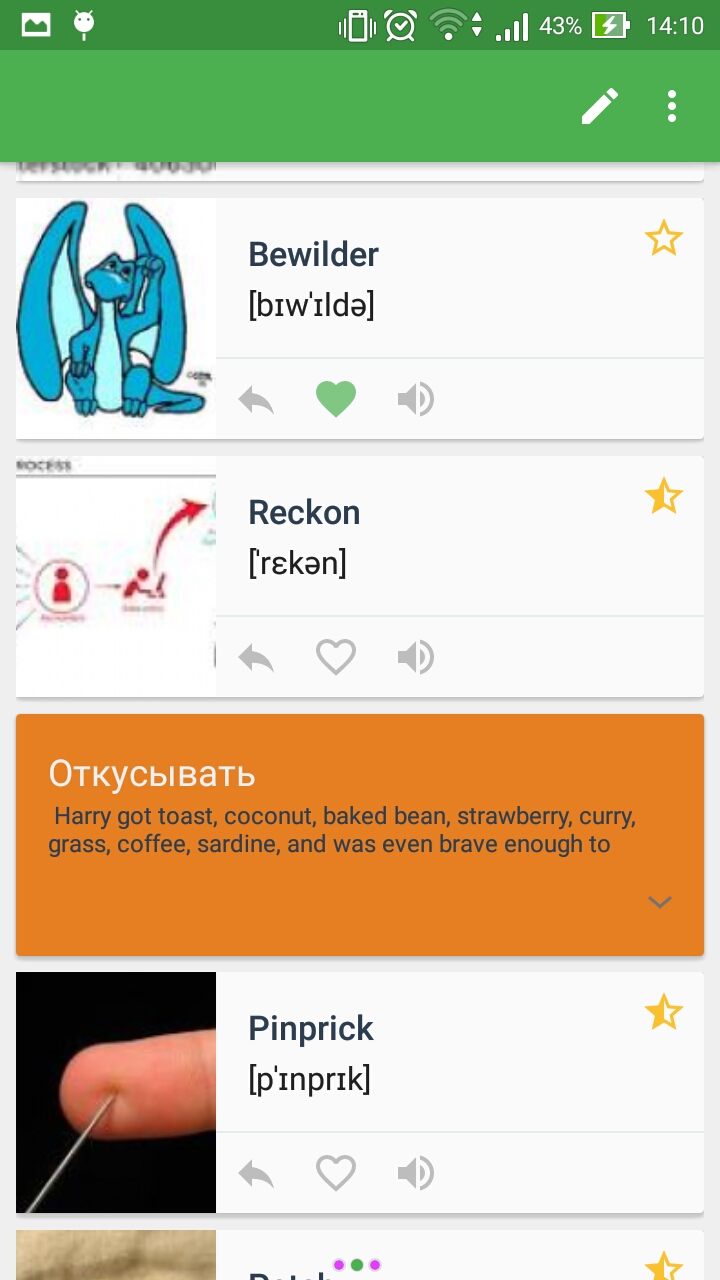 43% 14:10
Bewilder
[bɪwˈɪldə]
ROCESS
Reckon
[ˈrɛkən]
Откусывать
Harry got toast, coconut, baked bean, strawberry, curry,
grass, coffee, sardine, and was even brave enough to
Pinprick
[pˈɪnprɪk]